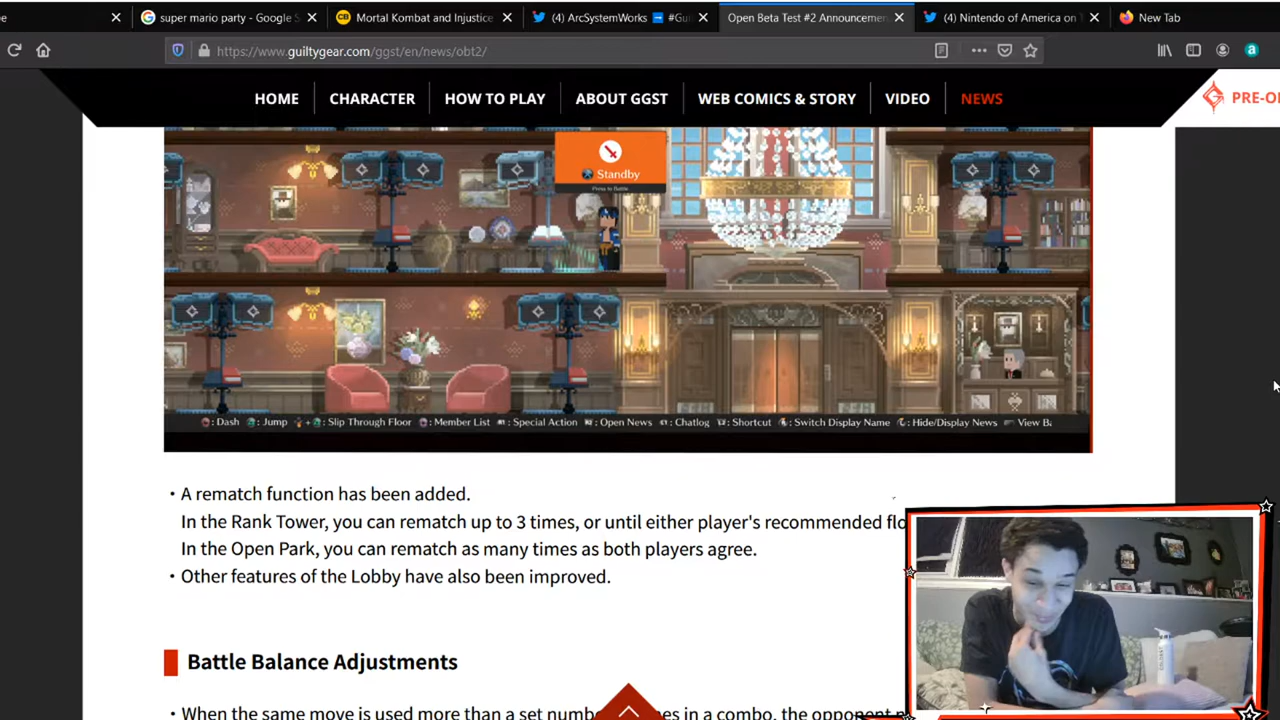 super mario party - Google S
Mortal Kombat and Injustice
(4) ArcSystemWorks #Gui
Open Beta Test #2 Announcemen
(4) Nintendo of America on T
New Tab
https://www.guiltygear.com/ggst/en/news/obt2/
HOME
CHARACTER
HOW TO PLAY
ABOUT GGST
WEB COMICS & STORY
VIDEO
NEWS
PRE-O
Standby
Press to Battle
: Dash : Jump + : Slip Through Floor : Member List : Special Action : Open News : Chatlog : Shortcut : Switch Display Name : Hide/Display News View Ba
・A rematch function has been added.
In the Rank Tower, you can rematch up to 3 times, or until either player's recommended flo
In the Open Park, you can rematch as many times as both players agree.
・Other features of the Lobby have also been improved.
Battle Balance Adjustments
・When the same move is used more than a set numb es in a combo, the opponent